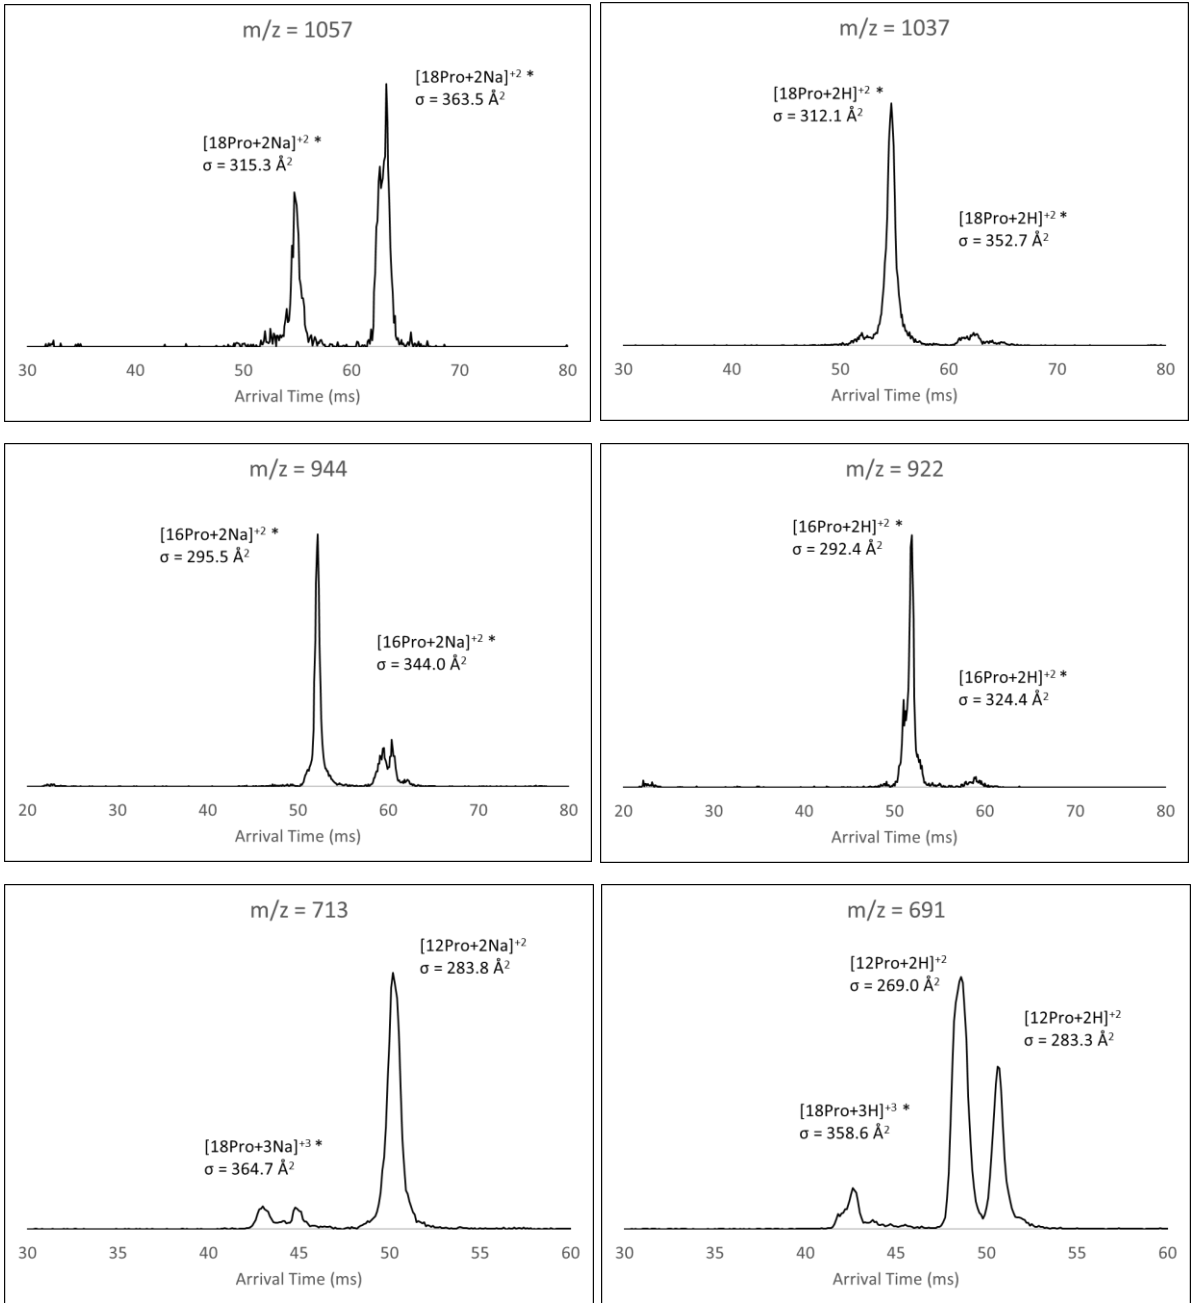 m/z = 1057
[18Pro+2Na]+2 *
σ = 363.5 Å2
[18Pro+2Na]+2 *
σ = 315.3 Å2
30 40 50 60 70 80
Arrival Time (ms)
m/z = 1037
[18Pro+2H]+2 *
σ = 312.1 Å2
[18Pro+2H]+2 *
σ = 352.7 Å2
30 40 50 60 70 80
Arrival Time (ms)
m/z = 944
[16Pro+2Na]+2 *
σ = 295.5 Å2
[16Pro+2Na]+2 *
σ = 344.0 Å2
20 30 40 50 60 70 80
Arrival Time (ms)
m/z = 922
[16Pro+2H]+2 *
σ = 292.4 Å2
[16Pro+2H]+2 *
σ = 324.4 Å2
20 30 40 50 60 70 80
Arrival Time (ms)
m/z = 713
[12Pro+2Na]+2
σ = 283.8 Å2
[18Pro+3Na]+3 *
σ = 364.7 Å2
30 35 40 45 50 55 60
Arrival Time (ms)
m/z = 691
[12Pro+2H]+2
σ = 269.0 Å2
[12Pro+2H]+2
σ = 283.3 Å2
[18Pro+3H]+3 *
σ = 358.6 Å2
30 35 40 45 50 55 60
Arrival Time (ms)